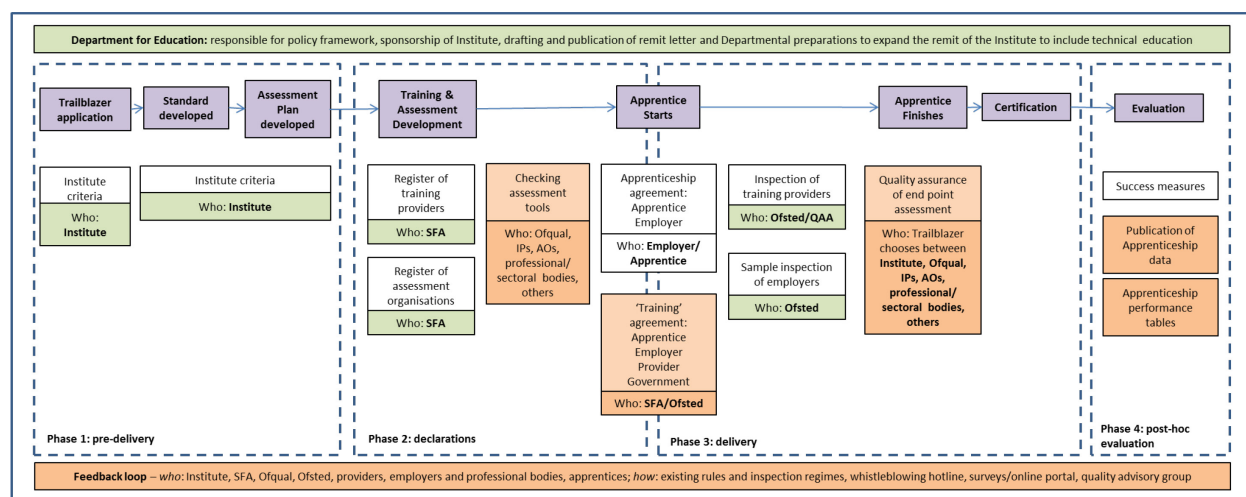 Department for Education: responsible for policy framework, sponsorship of Institute, drafting and publication of remit letter and Departmental preparations to expand the remit of the Institute to include technical education
Trailblazer
application
Standard
developed
Assessment
Plan
developed
Training &
Assessment
Development
Apprentice
Starts
Apprentice
Finishes
Certification
Evaluation
Institute
criteria
Who:
Institute
Institute criteria
Who: Institute
Register of
training
providers
Who: SFA
Register of
assessment
organisations
Who: SFA
Checking
assessment
tools
Who: Ofqual,
IPs, AOs,
professional/
sectoral bodies,
others
Apprenticeship
agreement:
Apprentice
Employer
Who: Employer/
Apprentice
'Training'
agreement:
Apprentice
Employer
Provider
Government
Who: SFA/Ofsted
Inspection of
training providers
Who: Ofsted/QAA
Sample inspection
of employers
Who: Ofsted
Quality assurance
of end point
assessment
Who: Trailblazer
chooses between
Institute, Ofqual,
IPs, AOs,
professional/
sectoral bodies,
others
Success measures
Publication of
Apprenticeship
data
Apprenticeship
performance
tables
Phase 1: pre-delivery
Phase 2: declarations
Phase 3: delivery
Phase 4: post-hoc
evaluation
Feedback loop – who: Institute, SFA, Ofqual, Ofsted, providers, employers and professional bodies, apprentices; how: existing rules and inspection regimes, whistleblowing hotline, surveys/online portal, quality advisory group